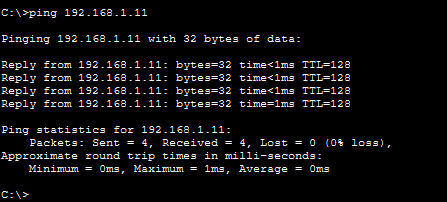 C:\>ping 192.168.1.11
Pinging 192.168.1.11 with 32 bytes of data:
Reply from 192.168.1.11: bytes=32 time<1ms TTL=128
Reply from 192.168.1.11: bytes=32 time<1ms TTL=128
Reply from 192.168.1.11: bytes=32 time<1ms TTL=128
Reply from 192.168.1.11: bytes=32 time=1ms TTL=128
Ping statistics for 192.168.1.11:
Packets: Sent = 4, Received = 4, Lost = 0 (0% loss),
Approximate round trip times in milli-seconds:
Minimum = 0ms, Maximum = 1ms, Average = 0ms
C:\>